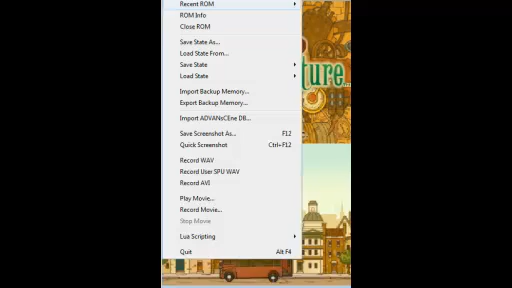 Recent ROM
ROM Info
Close ROM
Save State As...
Load State From...
Save State
Load State
Import Backup Memory...
Export Backup Memory...
Import ADVANsCEne DB...
Save Screenshot As... F12
Quick Screenshot Ctrl+F12
Record WAV
Record User SPU WAV
Record AVI
Play Movie...
Record Movie...
Stop Movie
Lua Scripting
Quit Alt F4
ture